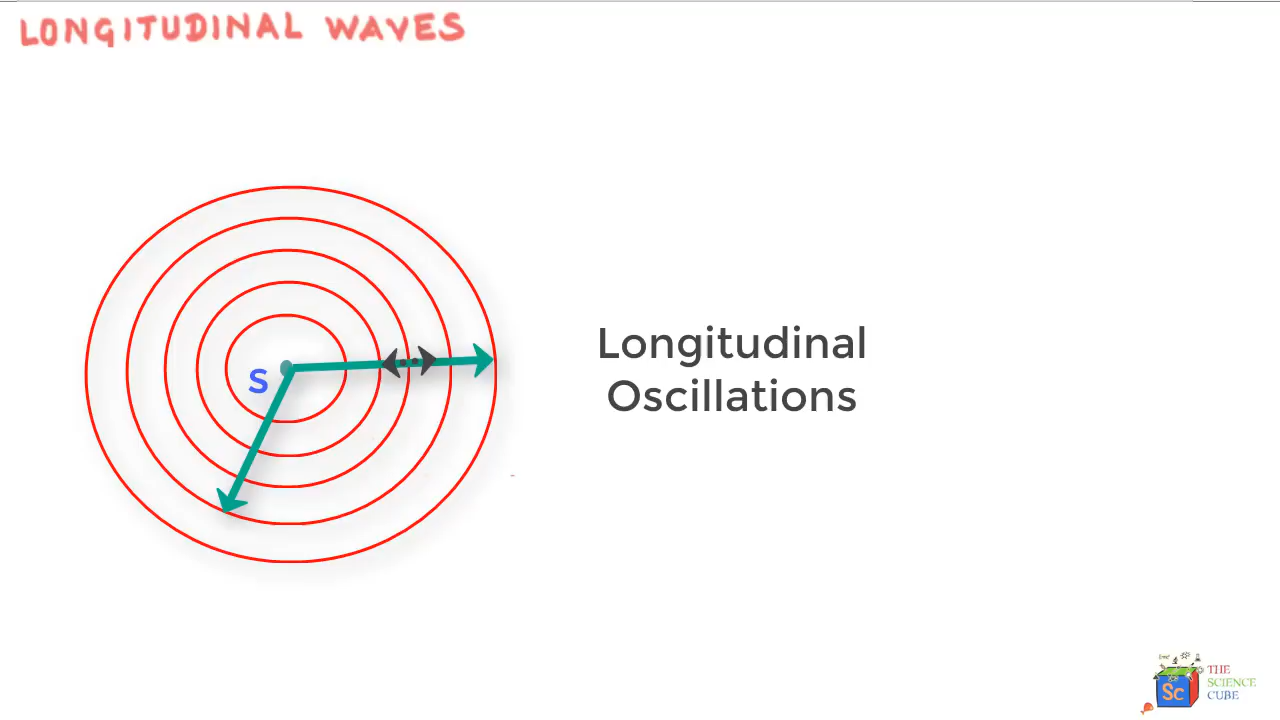 LONGITUDINAL WAVES
S
Longitudinal
Oscillations
Sc
THE
SCIENCE
CUBE